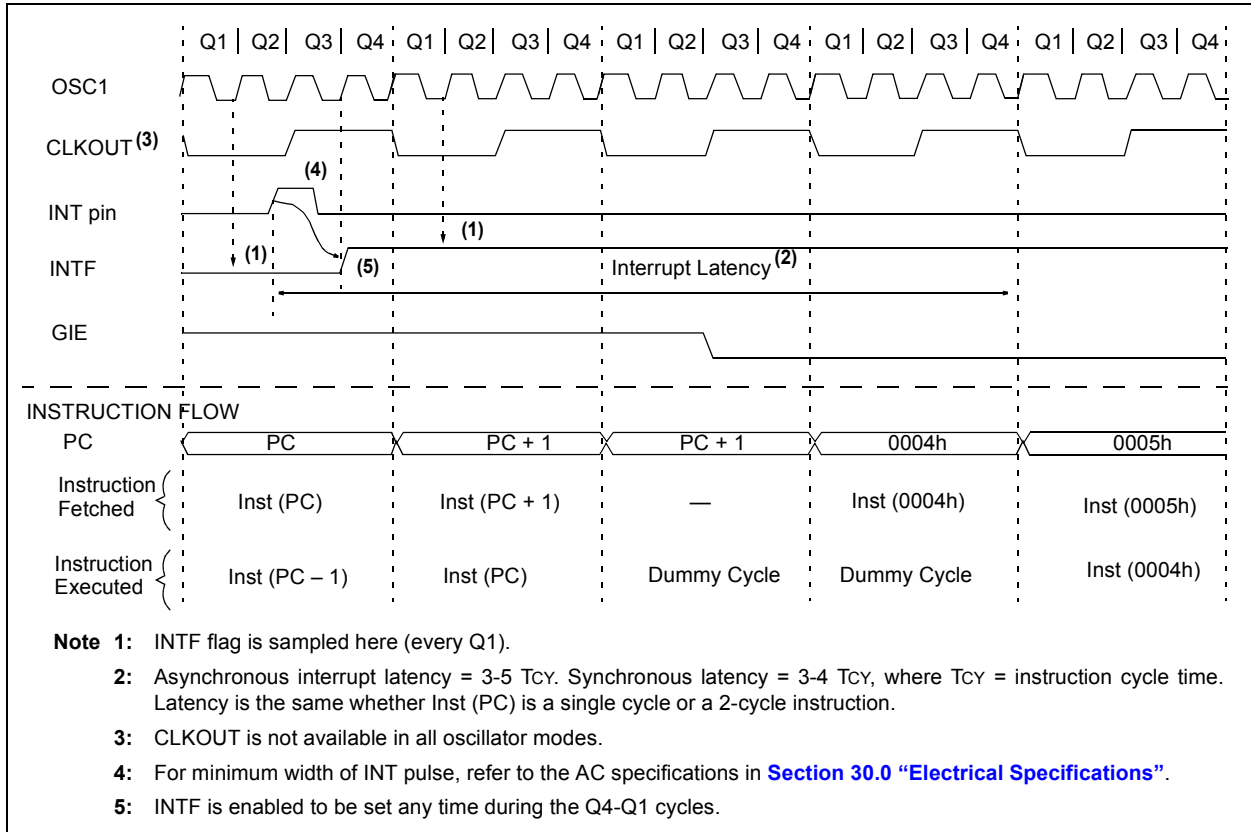 Q1 Q2 Q3 Q4 Q1 Q2 Q3 Q4 Q1 Q2 Q3 Q4 Q1 Q2 Q3 Q4 Q1 Q2 Q3 Q4
OSC1
CLKOUT (3)
(4)
INT pin
(1)
(1)
INTF
(5)
Interrupt Latency (2)
GIE
INSTRUCTION FLOW
PC PC PC + 1 PC + 1 0004h 0005h
Instruction
Fetched
Inst (PC) Inst (PC + 1) — Inst (0004h) Inst (0005h)
Instruction
Executed
Inst (PC – 1) Inst (PC) Dummy Cycle Dummy Cycle Inst (0004h)
Note 1: INTF flag is sampled here (every Q1).
2: Asynchronous interrupt latency = 3-5 TCY. Synchronous latency = 3-4 TCY, where TCY = instruction cycle time.
Latency is the same whether Inst (PC) is a single cycle or a 2-cycle instruction.
3: CLKOUT is not available in all oscillator modes.
4: For minimum width of INT pulse, refer to the AC specifications in Section 30.0 “Electrical Specifications”.
5: INTF is enabled to be set any time during the Q4-Q1 cycles.